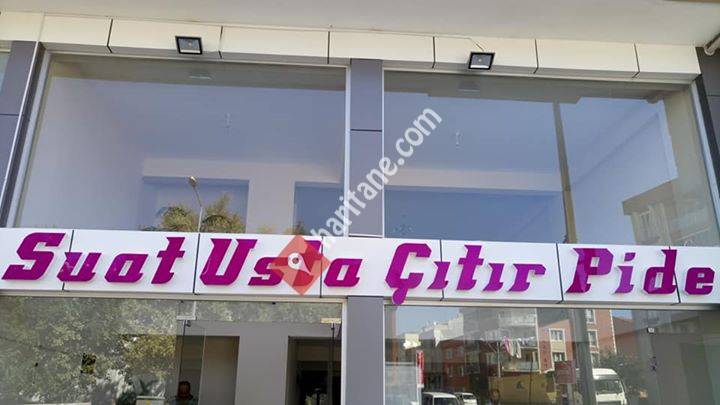 Suat Usta Çıtır Pide
haritane.com